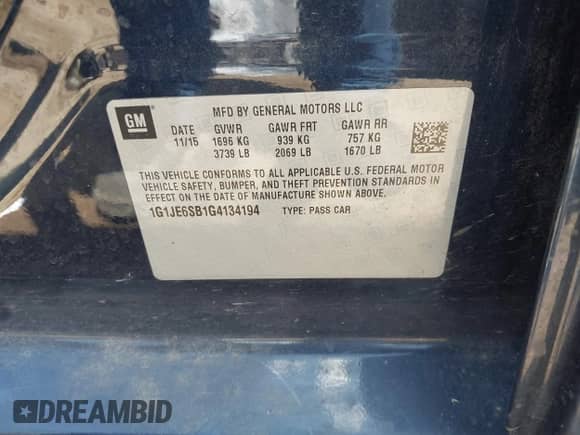 GM
MFD BY GENERAL MOTORS LLC
DATE GVWR GAWR FRT GAWR RR
11/15 1696 KG 939 KG 757 KG
3739 LB 2069 LB 1670 LB
THIS VEHICLE CONFORMS TO ALL APPLICABLE U.S. FEDERAL MOTOR
VEHICLE SAFETY, BUMPER, AND THEFT PREVENTION STANDARDS IN
EFFECT ON THE DATE OF MANUFACTURE SHOWN ABOVE.
1G1JE6SB1G4134194 TYPE: PASS CAR
DREAMBID